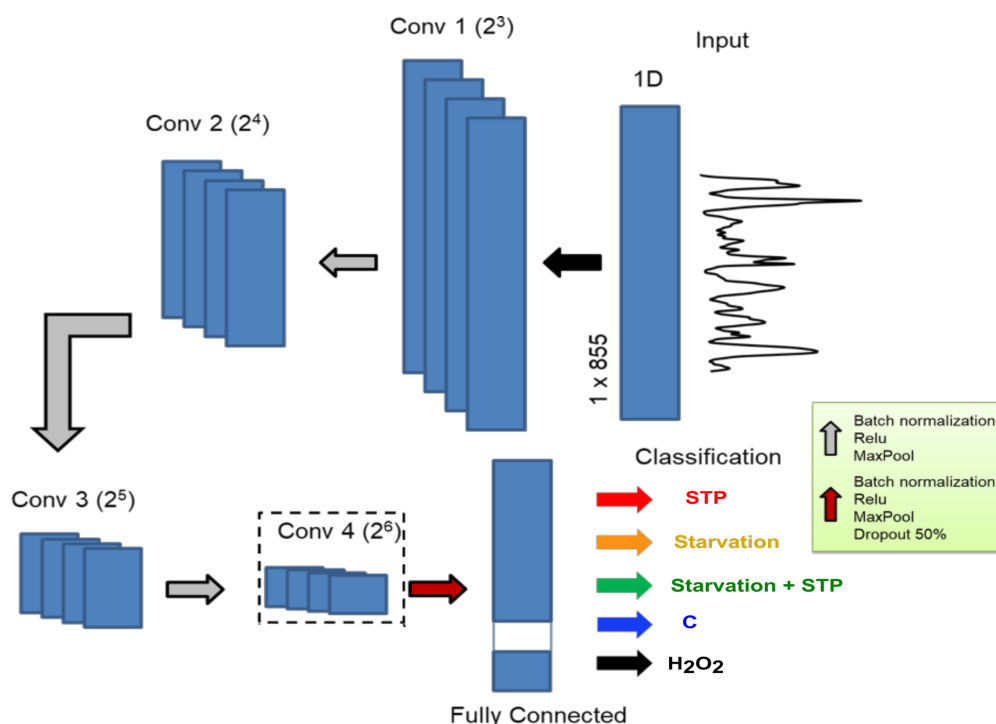 Input
1D
1 x 855
Conv 1 (2³)
Conv 2 (2⁴)
Conv 3 (2⁵)
Conv 4 (2⁶)
Fully Connected
Classification
STP
Starvation
Starvation + STP
C
H₂O₂
Batch normalization
Relu
MaxPool
Batch normalization
Relu
MaxPool
Dropout 50%